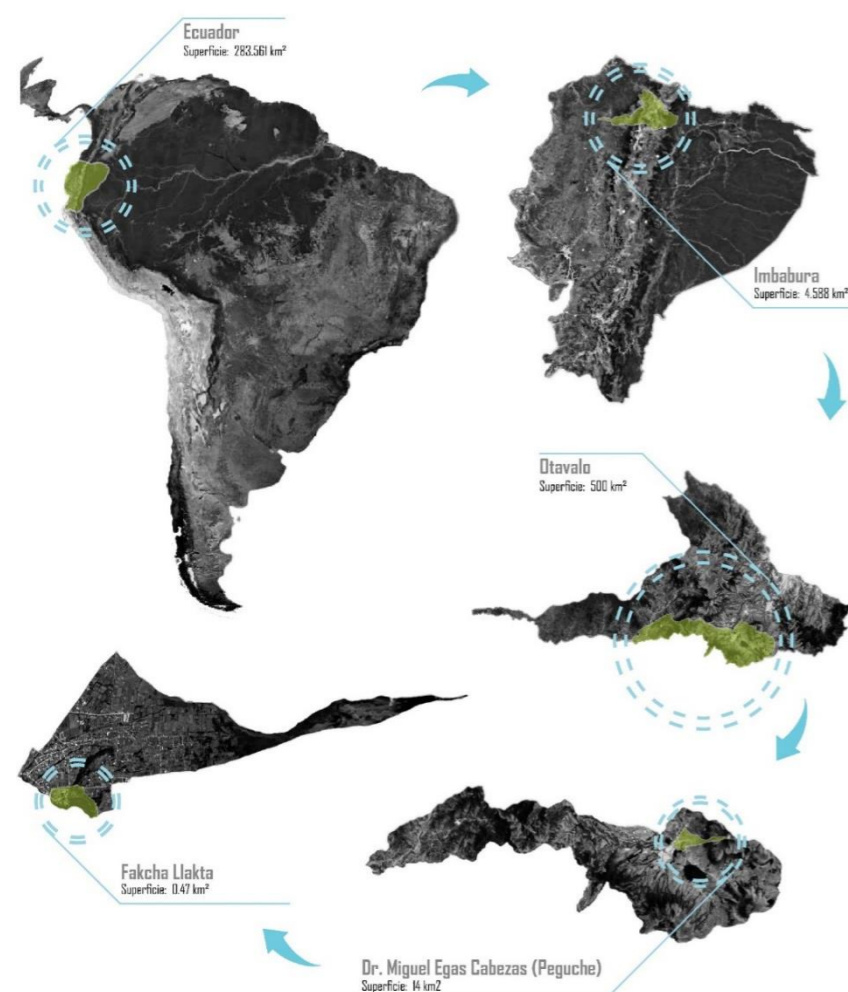 Ecuador
Superficie: 283.561 km²
Imbabura
Superficie: 4.588 km²
Otavalo
Superficie: 500 km²
Fakcha Llakta
Superficie: 0.47 km²
Dr. Miguel Egas Cabezas (Peguche)
Superficie: 14 km2